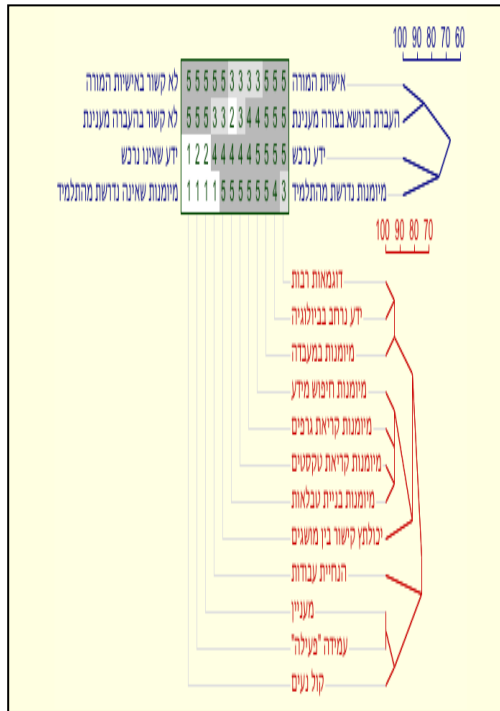 100 90 80 70 60
לא קשור באישיות המורה 5 5 5 5 5 3 3 3 3 5 5 5 אישיות המורה
לא קשור בהעברה מענינת 5 5 5 3 3 2 3 4 4 5 5 5 העברת הנושא בצורה מענינת
ידע שאינו נרכש 1 2 2 4 4 4 4 4 5 5 5 5 ידע נרכש
מיומנות שאינה נדרשת מהתלמיד 1 1 1 1 5 5 5 5 5 5 4 3 מיומנות נדרשת מהתלמיד
100 90 80 70
דוגמאות רבות
ידע נרחב בביולוגיה
מיומנות במעבדה
מיומנות חיפוש מידע
מיומנות קריאת גרפים
מיומנות קריאת טקסטים
מיומנות בניית טבלאות
יכולתץ קישור בין מושגים
הנחיית עבודות
מעניין
עמידה "פעילה"
קול נעים